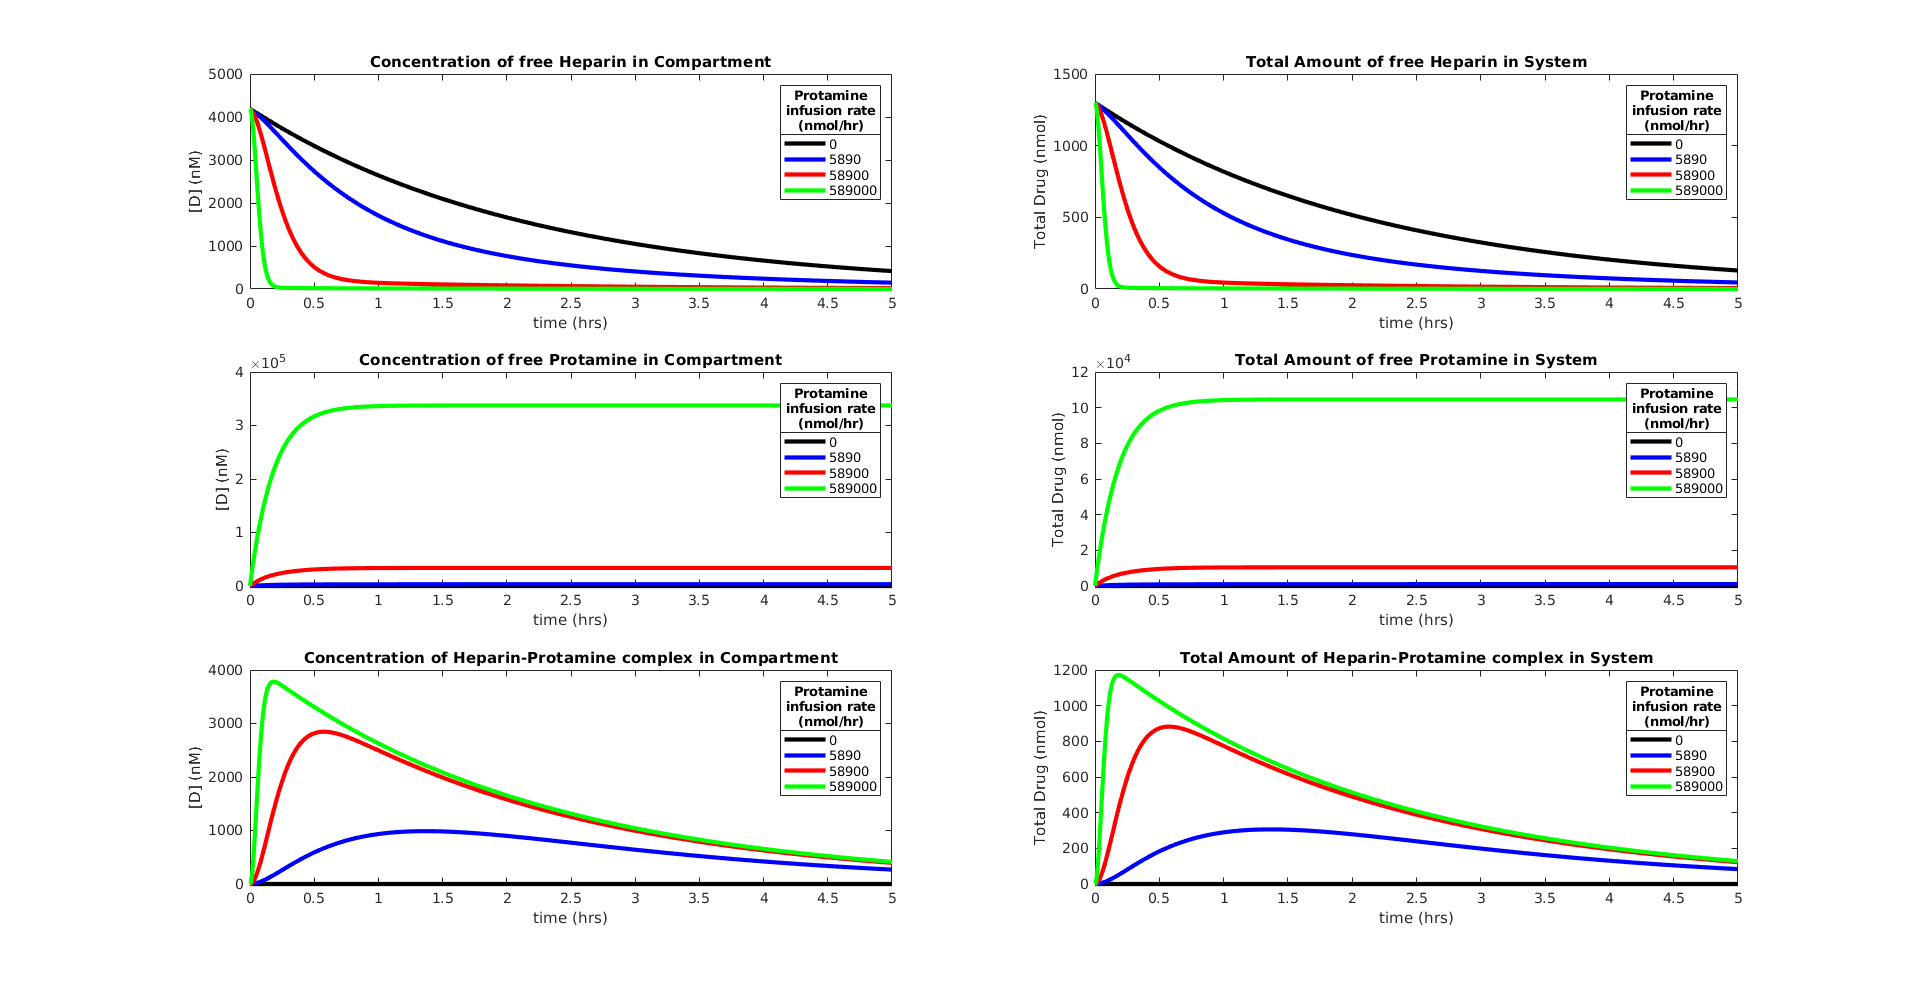 Concentration of free Heparin in Compartment
5000
4000
3000
2000
1000
0
[D] (nM)
0 0.5 1 1.5 2 2.5 3 3.5 4 4.5 5
time (hrs)
Protamine
infusion rate
(nmol/hr)
0
5890
58900
589000
Total Amount of free Heparin in System
1500
1000
500
0
Total Drug (nmol)
0 0.5 1 1.5 2 2.5 3 3.5 4 4.5 5
time (hrs)
Protamine
infusion rate
(nmol/hr)
0
5890
58900
589000
Concentration of free Protamine in Compartment
×10⁵
4
3
2
1
0
[D] (nM)
0 0.5 1 1.5 2 2.5 3 3.5 4 4.5 5
time (hrs)
Protamine
infusion rate
(nmol/hr)
0
5890
58900
589000
Total Amount of free Protamine in System
×10⁴
12
10
8
6
4
2
0
Total Drug (nmol)
0 0.5 1 1.5 2 2.5 3 3.5 4 4.5 5
time (hrs)
Protamine
infusion rate
(nmol/hr)
0
5890
58900
589000
Concentration of Heparin-Protamine complex in Compartment
4000
3000
2000
1000
0
[D] (nM)
0 0.5 1 1.5 2 2.5 3 3.5 4 4.5 5
time (hrs)
Protamine
infusion rate
(nmol/hr)
0
5890
58900
589000
Total Amount of Heparin-Protamine complex in System
1200
1000
800
600
400
200
0
Total Drug (nmol)
0 0.5 1 1.5 2 2.5 3 3.5 4 4.5 5
time (hrs)
Protamine
infusion rate
(nmol/hr)
0
5890
58900
589000